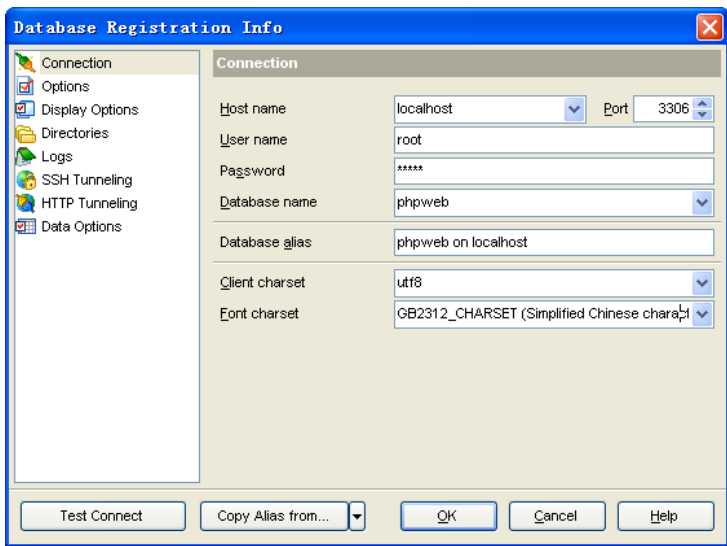 Database Registration Info
Connection
Options
Display Options
Directories
Logs
SSH Tunneling
HTTP Tunneling
Data Options
Connection
Host name localhost Port 3306
User name root
Password *****
Database name phpweb
Database alias phpweb on localhost
Client charset utf8
Font charset GB2312_CHARSET (Simplified Chinese
Test Connect Copy Alias from... OK Cancel Help